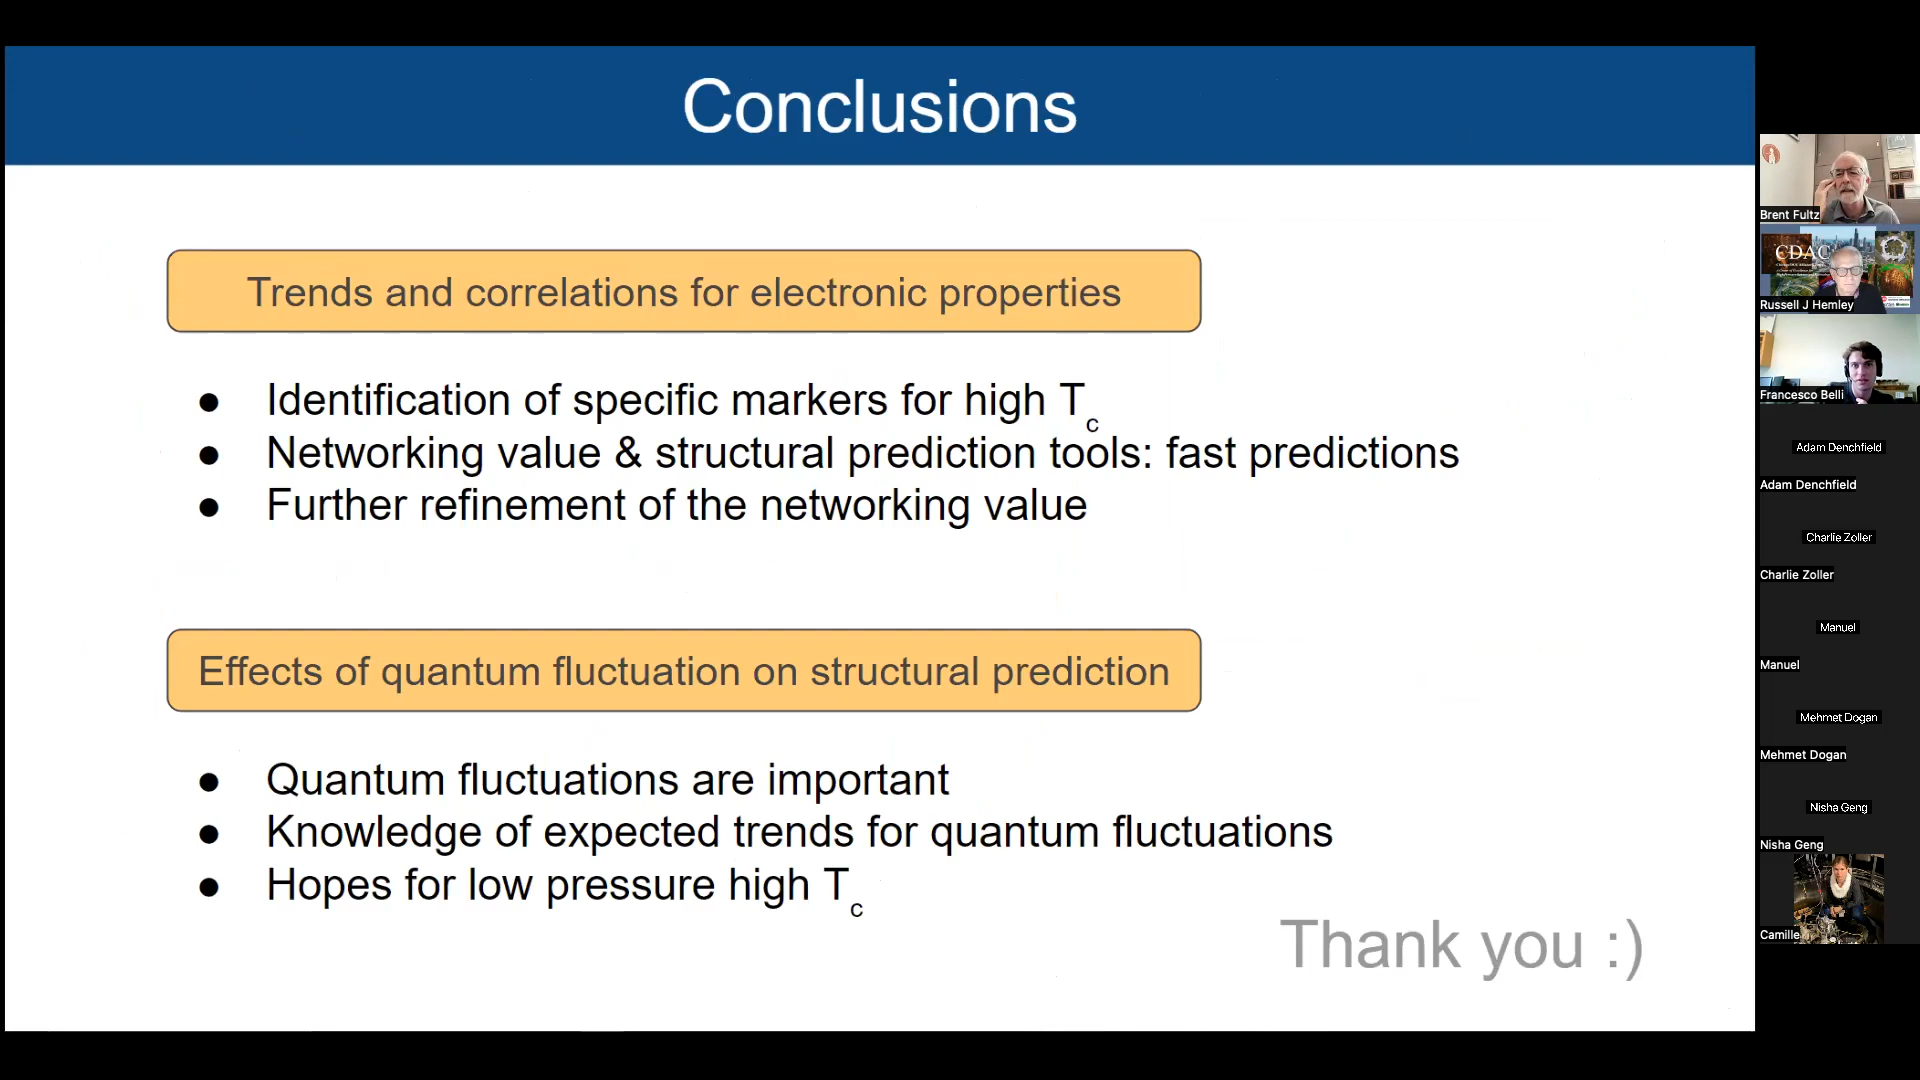 Conclusions
Trends and correlations for electronic properties
● Identification of specific markers for high Tc
● Networking value & structural prediction tools: fast predictions
● Further refinement of the networking value
Effects of quantum fluctuation on structural prediction
● Quantum fluctuations are important
● Knowledge of expected trends for quantum fluctuations
● Hopes for low pressure high Tc
Thank you :)
Brent Fultz
CDAC
Russell J Hemley
Francesco Belli
Adam Denchfield
Adam Denchfield
Charlie Zoller
Charlie Zoller
Manuel
Manuel
Mehmet Dogan
Mehmet Dogan
Nisha Geng
Nisha Geng
Camille